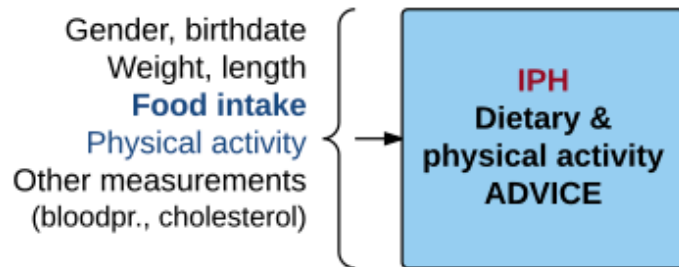 Gender, birthdate
Weight, length
Food intake
Physical activity
Other measurements
(bloodpr., cholesterol)
IPH
Dietary &
physical activity
ADVICE